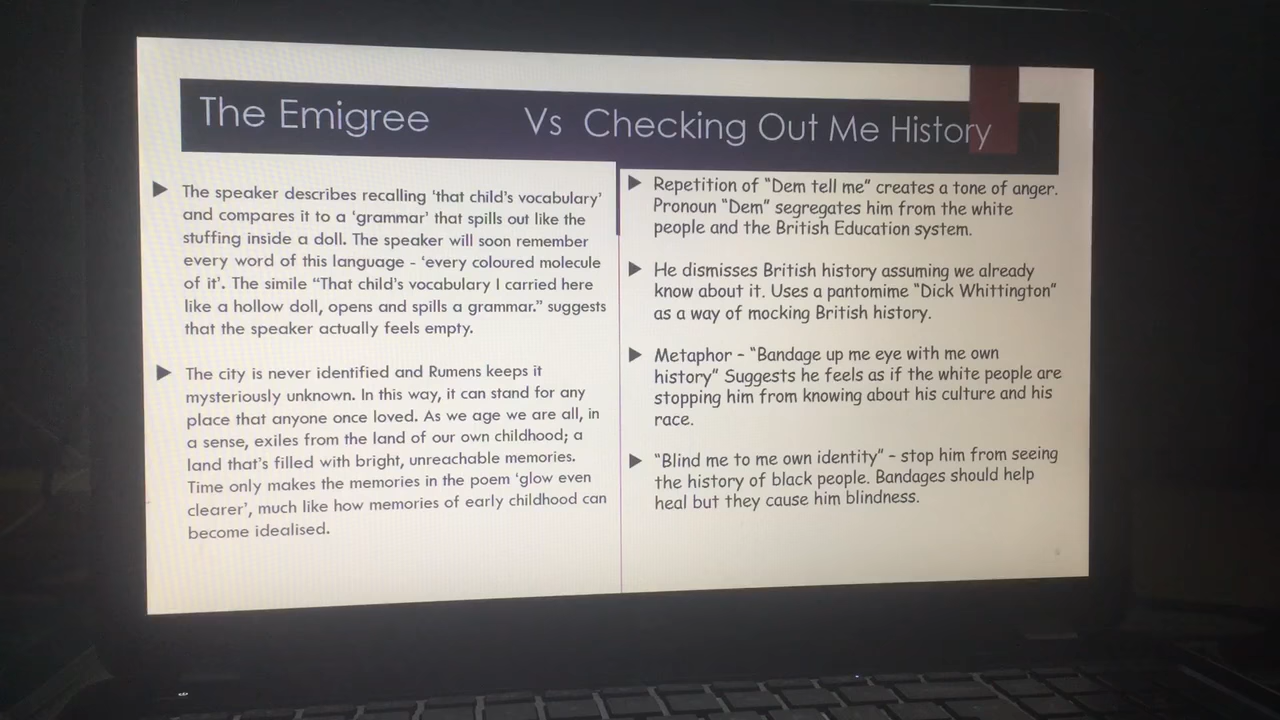 The Emigree Vs Checking Out Me History
The speaker describes recalling ‘that child’s vocabulary’
and compares it to a ‘grammar’ that spills out like the
stuffing inside a doll. The speaker will soon remember
every word of this language - ‘every coloured molecule
of it’. The simile “That child’s vocabulary I carried here
like a hollow doll, opens and spills a grammar.” suggests
that the speaker actually feels empty.
The city is never identified and Rumens keeps it
mysteriously unknown. In this way, it can stand for any
place that anyone once loved. As we age we are all, in
a sense, exiles from the land of our own childhood; a
land that’s filled with bright, unreachable memories.
Time only makes the memories in the poem ‘glow even
clearer’, much like how memories of early childhood can
become idealised.
Repetition of “Dem tell me” creates a tone of anger.
Pronoun “Dem” segregates him from the white
people and the British Education system.
He dismisses British history assuming we already
know about it. Uses a pantomime “Dick Whittington”
as a way of mocking British history.
Metaphor – “Bandage up me eye with me own
history” Suggests he feels as if the white people are
stopping him from knowing about his culture and his
race.
“Blind me to me own identity” – stop him from seeing
the history of black people. Bandages should help
heal but they cause him blindness.